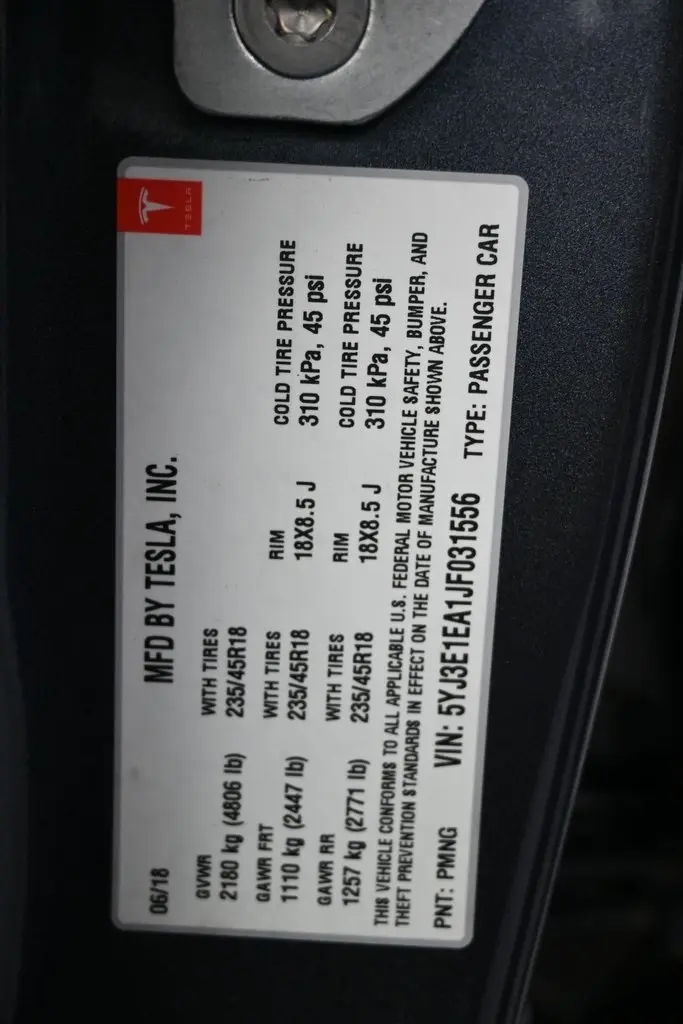 TESLA
MFD BY TESLA, INC.
06/18
GVWR
2180 kg (4806 lb)
WITH TIRES
235/45R18
GAWR FRT
1110 kg (2447 lb)
WITH TIRES
235/45R18
RIM
18X8.5 J
COLD TIRE PRESSURE
310 kPa, 45 psi
GAWR RR
1257 kg (2771 lb)
WITH TIRES
235/45R18
RIM
18X8.5 J
COLD TIRE PRESSURE
310 kPa, 45 psi
THIS VEHICLE CONFORMS TO ALL APPLICABLE U.S. FEDERAL MOTOR VEHICLE SAFETY, BUMPER, AND
THEFT PREVENTION STANDARDS IN EFFECT ON THE DATE OF MANUFACTURE SHOWN ABOVE.
PNT: PMNG VIN: 5YJ3E1EA1JF031556 TYPE: PASSENGER CAR